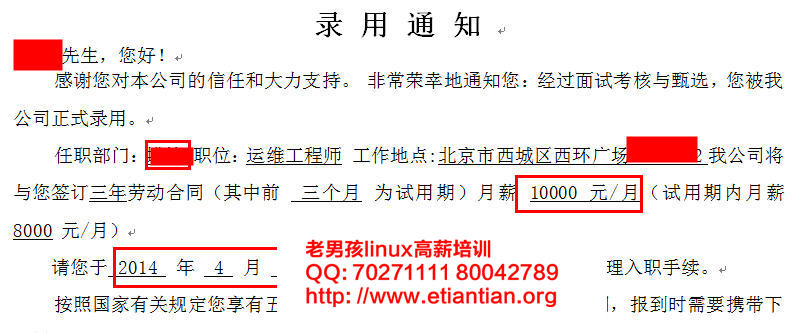 录 用 通 知
先生，您好！
感谢您对本公司的信任和大力支持。 非常荣幸地通知您：经过面试考核与甄选，您被我
公司正式录用。
任职部门： 职位：运维工程师 工作地点:北京市西城区西环广场 2 我公司将
与您签订三年劳动合同（其中前 三个月 为试用期）月薪 10000 元/月（试用期内月薪
8000 元/月）
请您于 2014 年 4 月 理入职手续。
老男孩linux高薪培训
QQ: 70271111 80042789
http: //www.etiantian.org
按照国家有关规定您享有五 ，报到时需要携带下